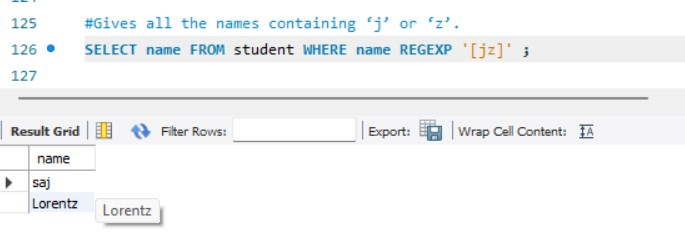 125 #Gives all the names containing ‘j’ or ‘z’.
126 SELECT name FROM student WHERE name REGEXP '[jz]' ;
127
Result Grid Filter Rows: Export: Wrap Cell Content:
name
saj
Lorentz
Lorentz